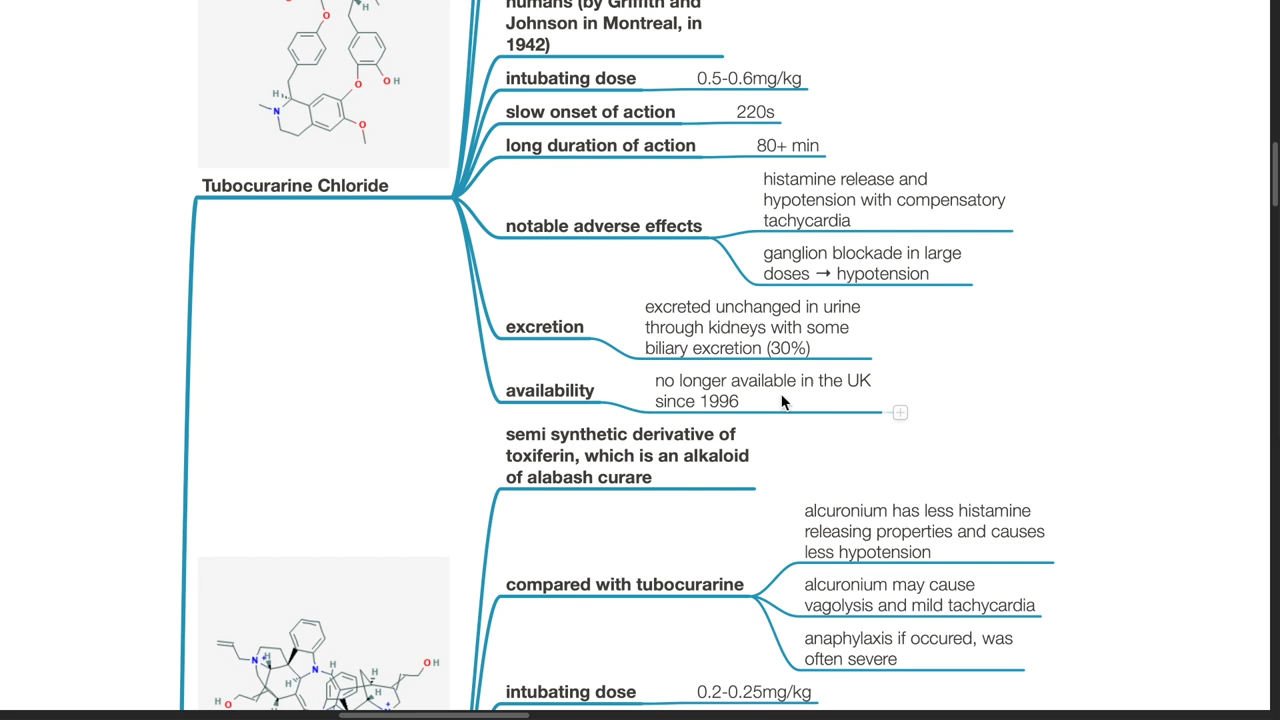 humans (by Griffith and
Johnson in Montreal, in
1942)
intubating dose 0.5-0.6mg/kg
slow onset of action 220s
long duration of action 80+ min
Tubocurarine Chloride
notable adverse effects
histamine release and
hypotension with compensatory
tachycardia
ganglion blockade in large
doses → hypotension
excretion
excreted unchanged in urine
through kidneys with some
biliary excretion (30%)
availability
no longer available in the UK
since 1996
semi synthetic derivative of
toxiferin, which is an alkaloid
of alabash curare
compared with tubocurarine
alcuronium has less histamine
releasing properties and causes
less hypotension
alcuronium may cause
vagolysis and mild tachycardia
anaphylaxis if occured, was
often severe
intubating dose 0.2-0.25mg/kg
O
H
O
O H
H
N
O
N
H
N
H
H
H
H
O H
H O